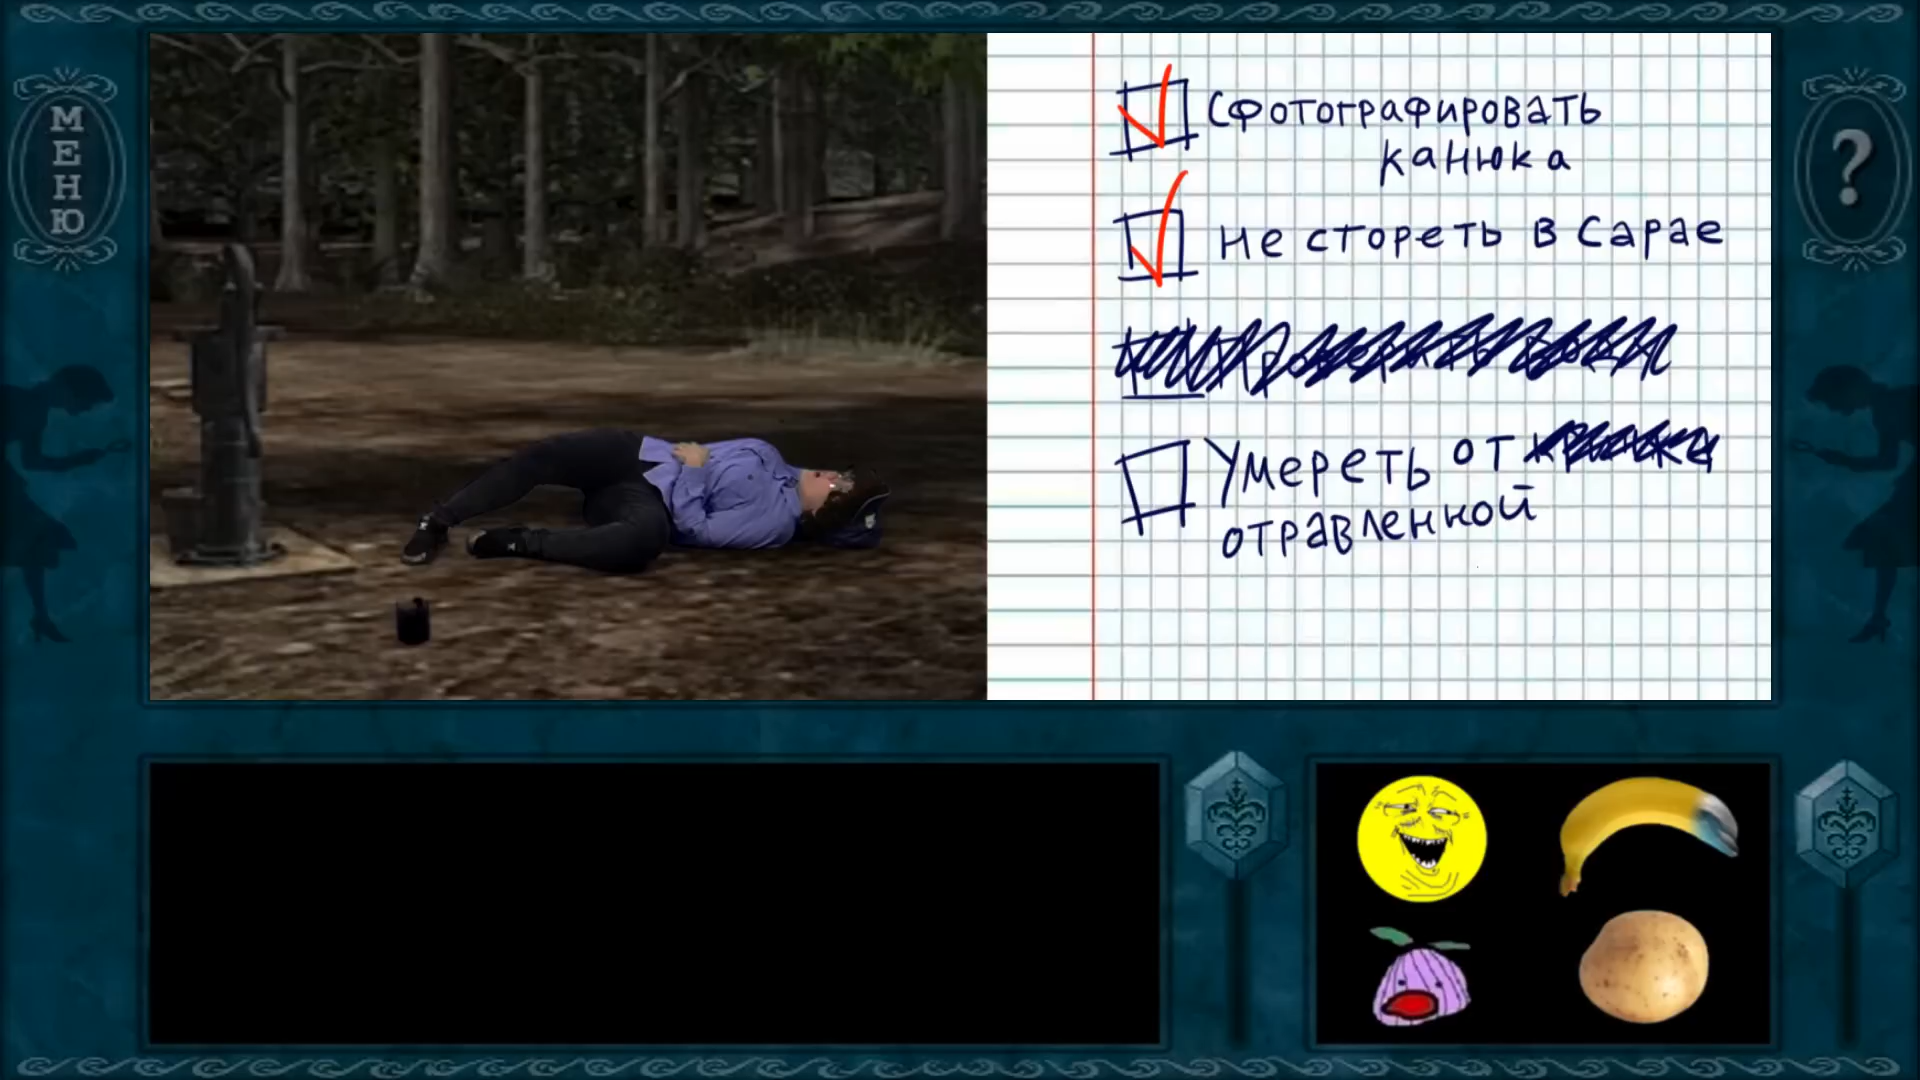 МЕНЮ
?
Сфотографировать
канюка
Не стореть в Сарае
Умереть от
отравленной